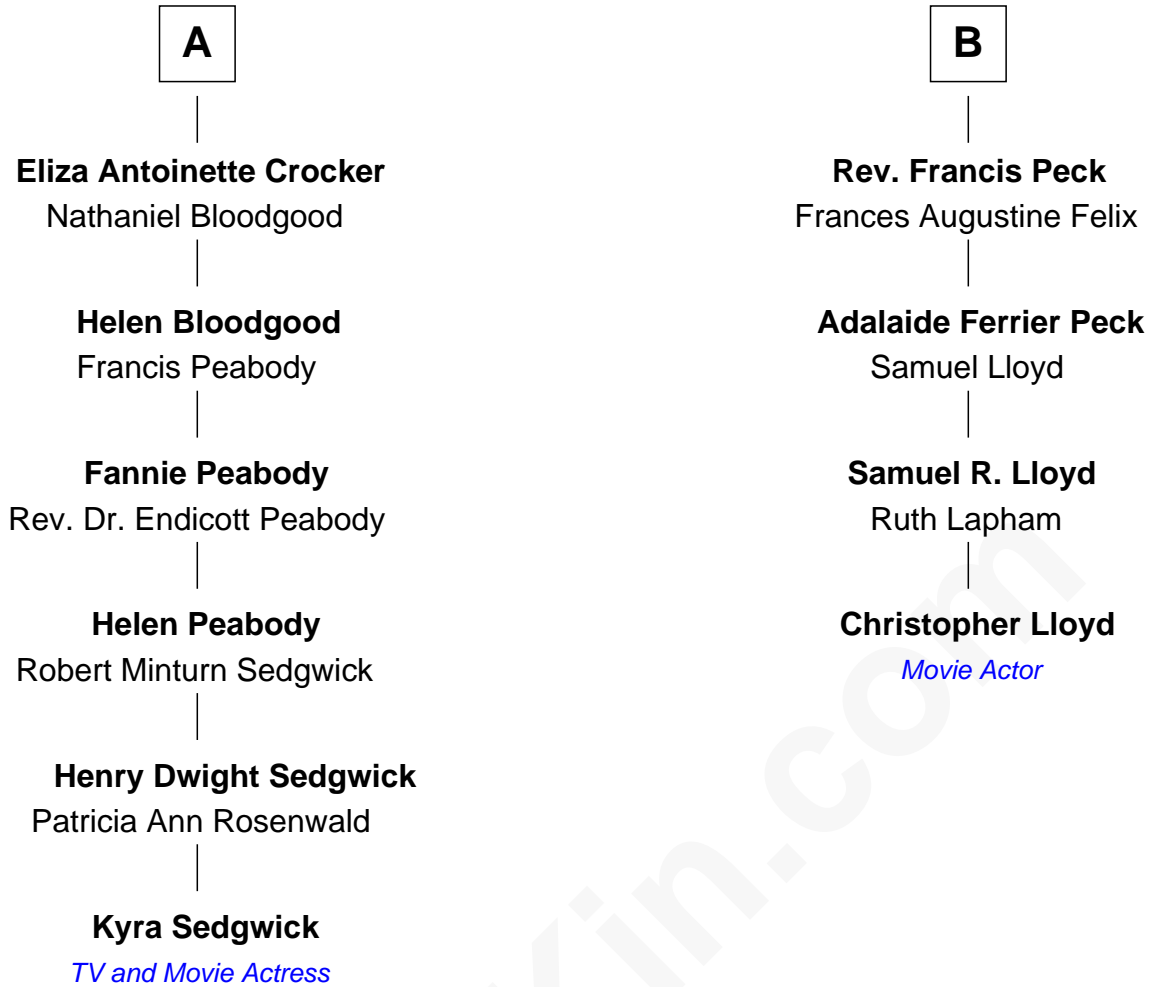 A
Eliza Antoinette Crocker
Nathaniel Bloodgood
Helen Bloodgood
Francis Peabody
Fannie Peabody
Rev. Dr. Endicott Peabody
Helen Peabody
Robert Minturn Sedgwick
Henry Dwight Sedgwick
Patricia Ann Rosenwald
Kyra Sedgwick
TV and Movie Actress
B
Rev. Francis Peck
Frances Augustine Felix
Adalaide Ferrier Peck
Samuel Lloyd
Samuel R. Lloyd
Ruth Lapham
Christopher Lloyd
Movie Actor
Kin.com